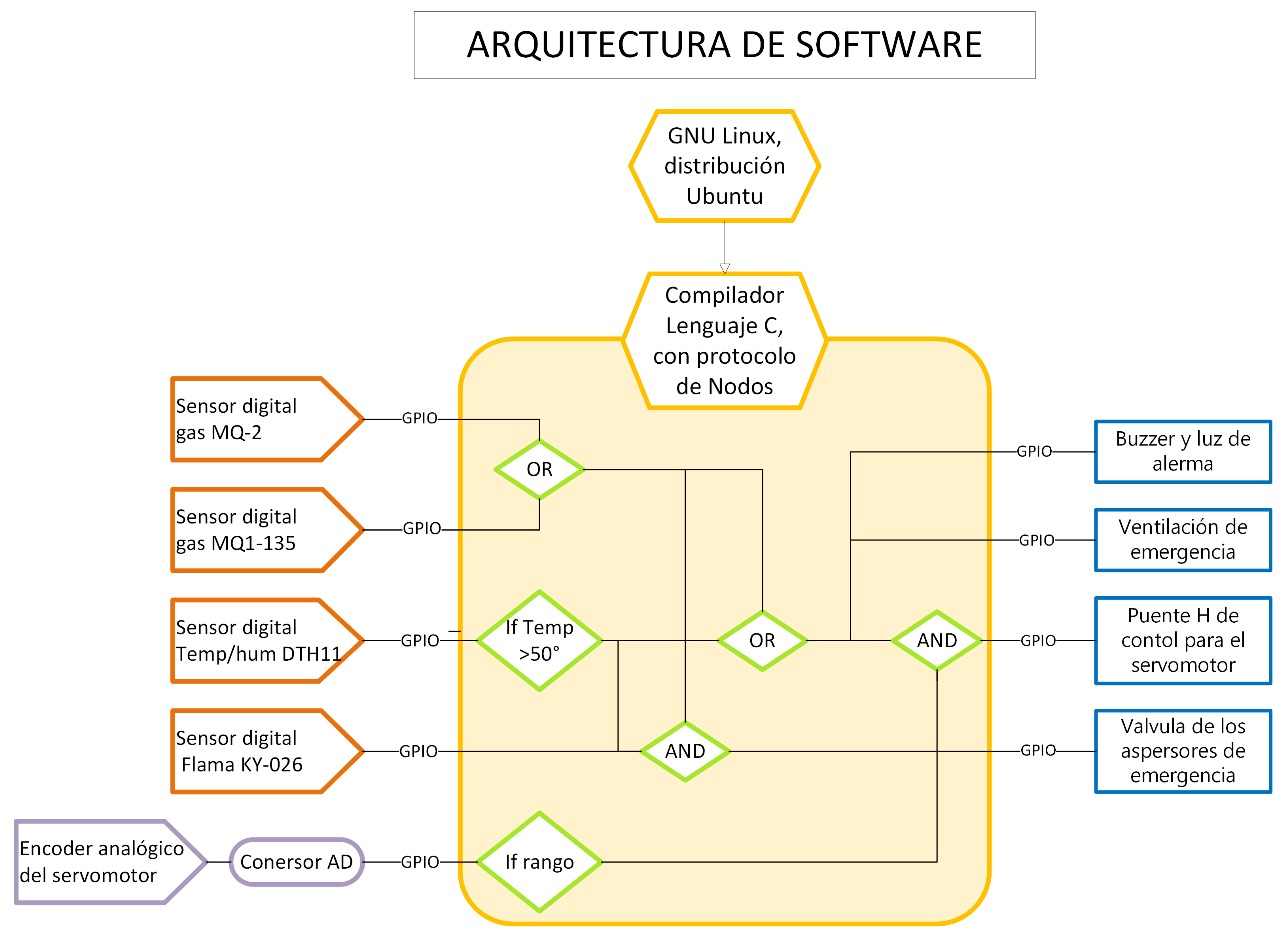 ARQUITECTURA DE SOFTWARE
GNU Linux,
distribución
Ubuntu
Compilador
Lenguaje C,
con protocolo
de Nodos
Sensor digital
gas MQ-2
GPIO
OR
Sensor digital
gas MQ1-135
GPIO
Sensor digital
Temp/hum DTH11
GPIO
If Temp
>50°
OR
AND
Sensor digital
Flama KY-026
GPIO
AND
Encoder analógico
del servomotor
Conersor AD
GPIO
If rango
GPIO
Buzzer y luz de
alerma
GPIO
Ventilación de
emergencia
GPIO
Puente H de
contol para el
servomotor
GPIO
Valvula de los
aspersores de
emergencia